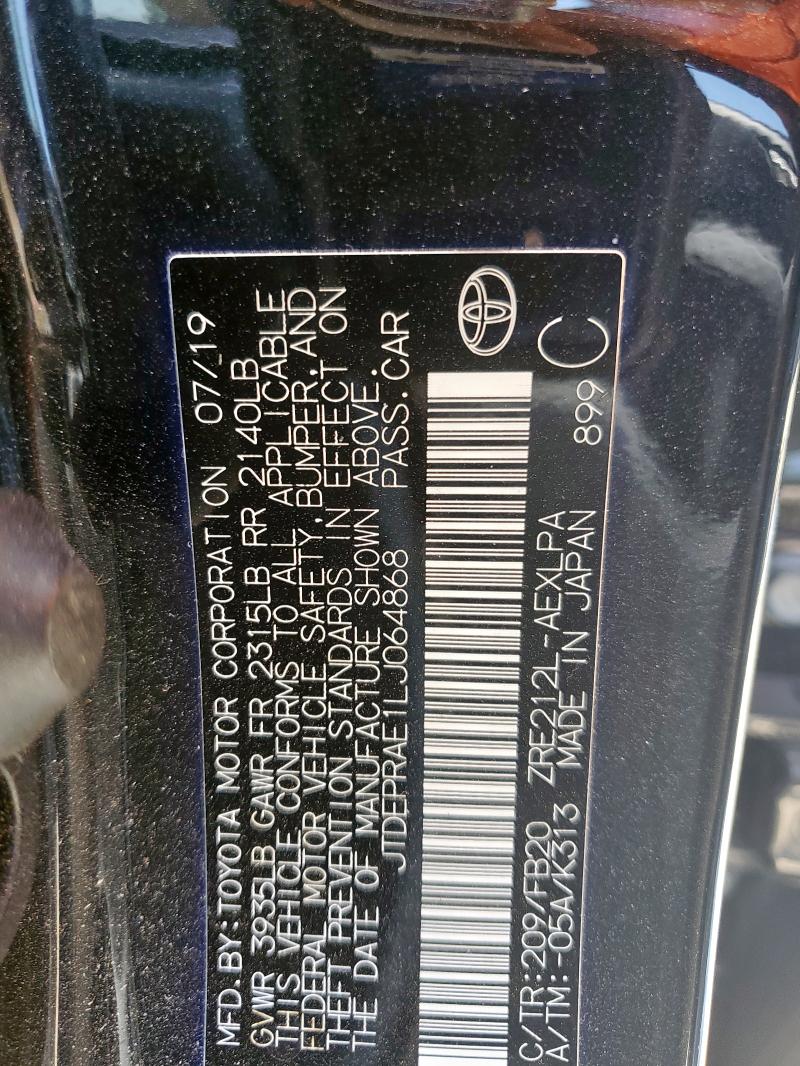 MFD.BY:TOYOTA MOTOR CORPORATION 07/19
GVWR 3935LB GAWR FR 2315LB RR 2140LB
THIS VEHICLE CONFORMS TO ALL APPLICABLE
FEDERAL MOTOR VEHICLE SAFETY, BUMPER, AND
THEFT PREVENTION STANDARDS IN EFFECT ON
THE DATE OF MANUFACTURE SHOWN ABOVE.
JTDEPRAE1LJ064868 PASS.CAR
C/TR:209/FB20 ZRE212L-AEXLPA 899 C
A/TM:-05A/K313 MADE IN JAPAN